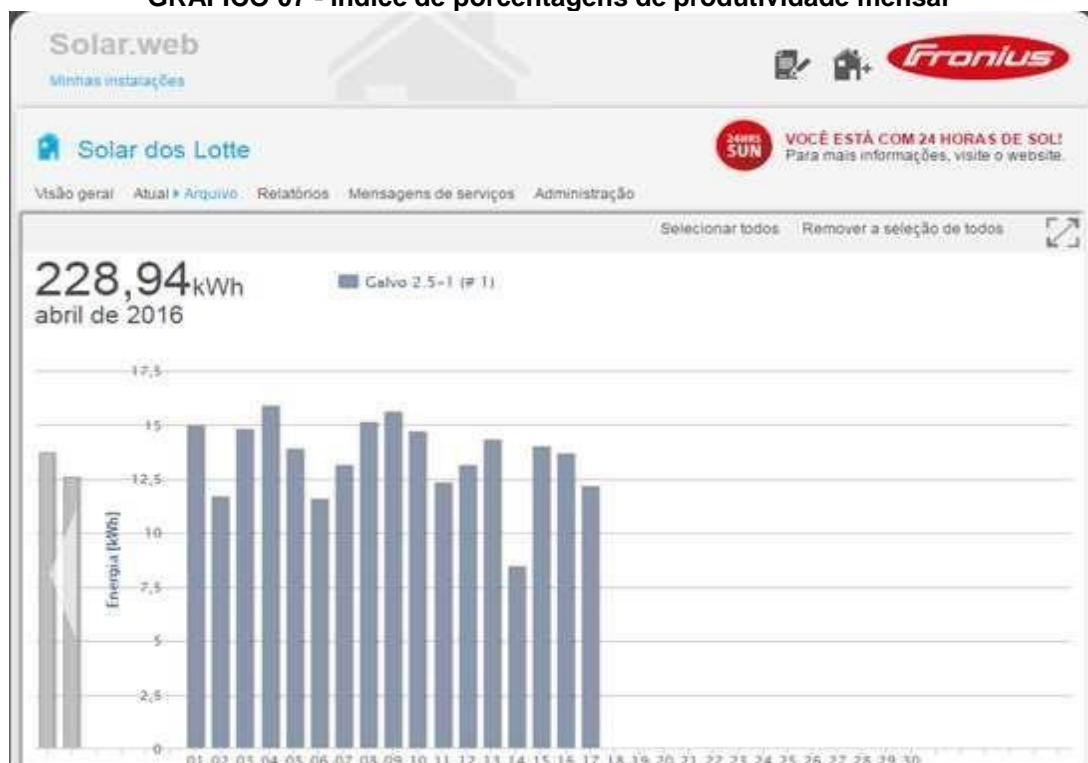 GRÁFICO 07 - Índice de porcentagens de produtividade mensal
Solar.web
Minhas instalações
Fronius
Solar dos Lotte
24HRS
SUN
VOCÊ ESTÁ COM 24 HORAS DE SOL!
Para mais informações, visite o website.
Visão geral Atual Arquivo Relatórios Mensagens de serviços Administração
Selecionar todos Remover a seleção de todos
228,94kWh
abril de 2016
Galvo 2.5-1 (# 1)
Energia [kWh]
17,5
15
12,5
10
7,5
5
2,5
0
01 02 03 04 05 06 07 08 09 10 11 12 13 14 15 16 17 18 19 20 21 22 23 24 25 26 27 28 29 30